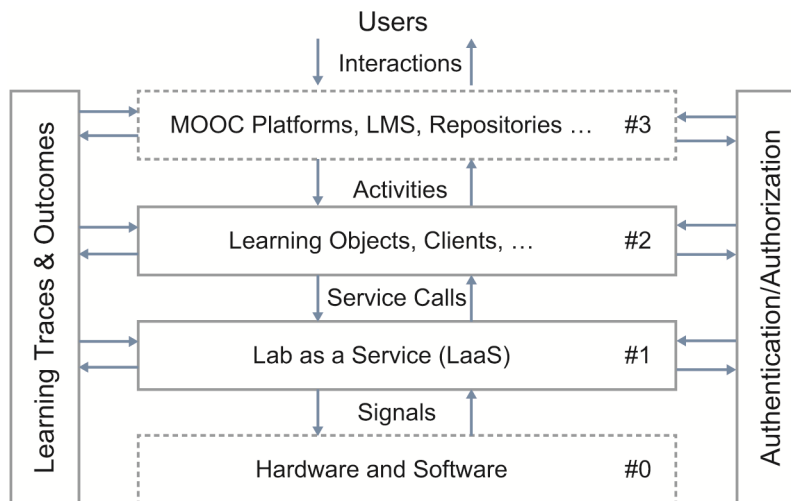 Users
Interactions
MOOC Platforms, LMS, Repositories … #3
Activities
Learning Objects, Clients, … #2
Service Calls
Lab as a Service (LaaS) #1
Signals
Hardware and Software #0
Learning Traces & Outcomes
Authentication/Authorization